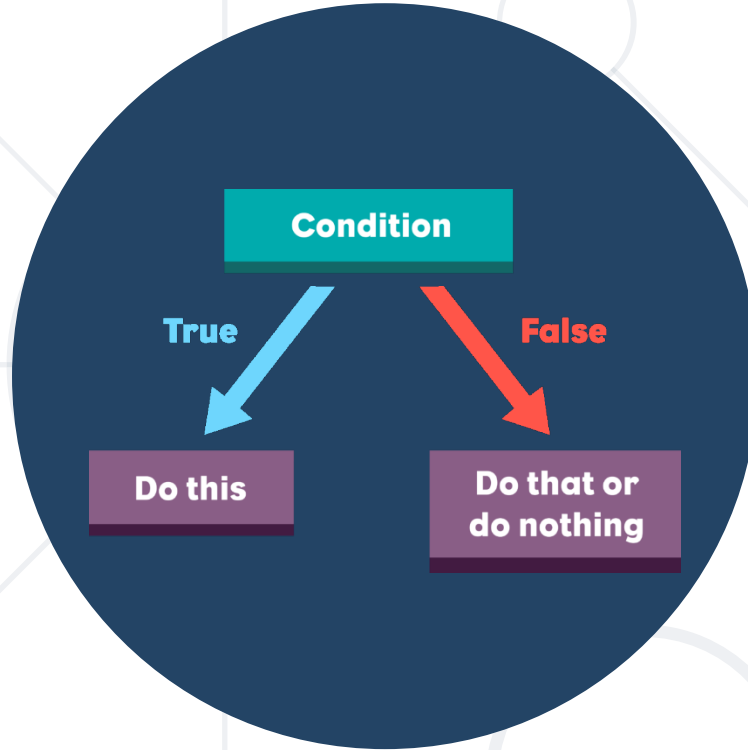 Condition
True
False
Do this
Do that or
do nothing